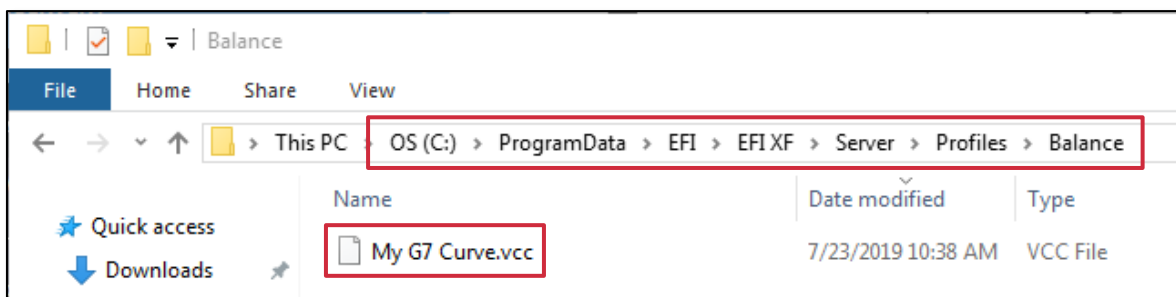 Balance
File Home Share View
This PC > OS (C:) > ProgramData > EFI > EFI XF > Server > Profiles > Balance
Name Date modified Type
Quick access
My G7 Curve.vcc 7/23/2019 10:38 AM VCC File
Downloads